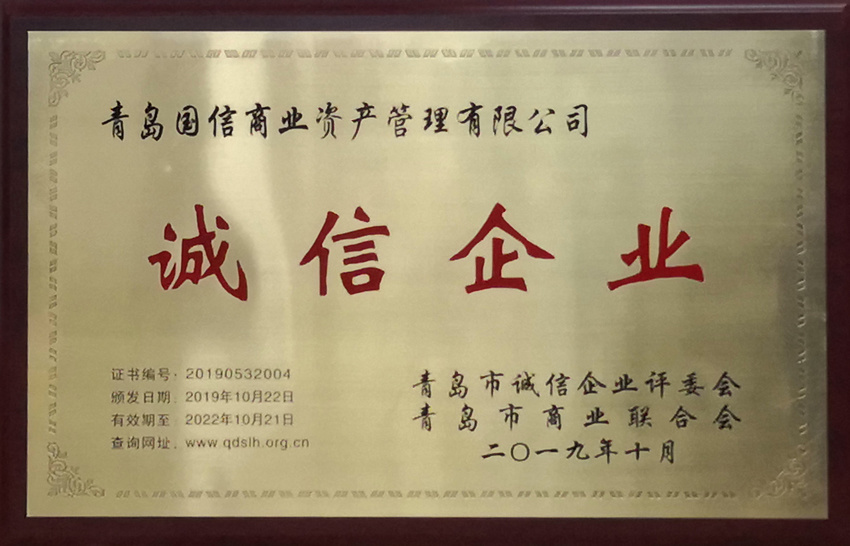 青岛国信商业资产管理有限公司
诚信企业
证书编号: 20190532004
颁发日期: 2019年10月22日
有效期至: 2022年10月21日
查询网址: www.qdslh.org.cn
青岛市诚信企业评委会
青岛市商业联合会
二〇一九年十月